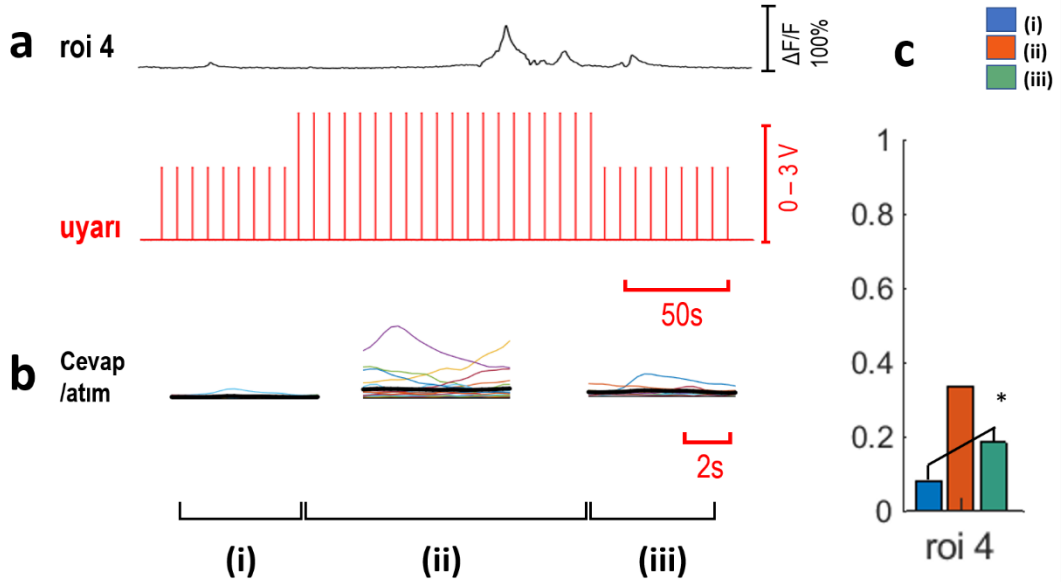 a
roi 4
ΔF/F
100%
uyarı
0 – 3 V
50s
b
Cevap
/atım
2s
(i)
(ii)
(iii)
c
(i)
(ii)
(iii)
1
0.8
0.6
0.4
0.2
0
*
roi 4